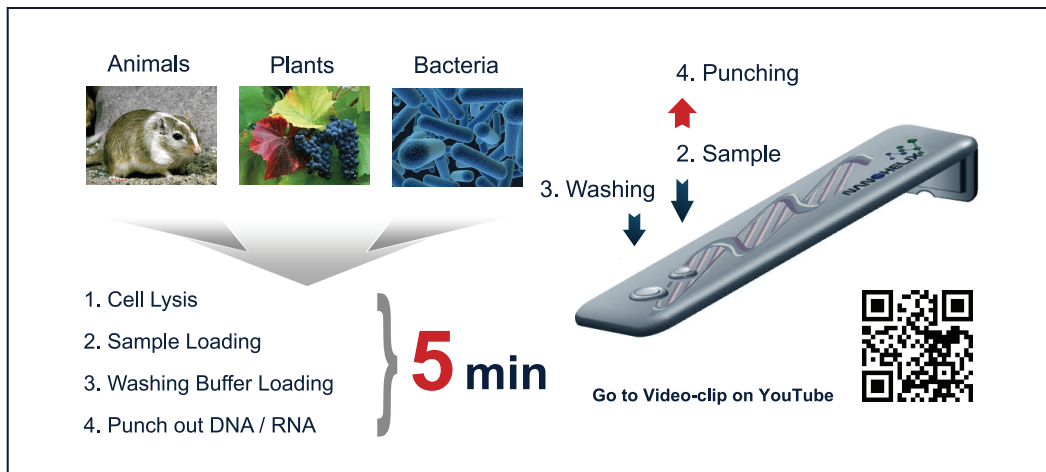 Animals
Plants
Bacteria
4. Punching
2. Sample
3. Washing
NANOHELIX
1. Cell Lysis
2. Sample Loading
3. Washing Buffer Loading
4. Punch out DNA / RNA
5 min
Go to Video-clip on YouTube